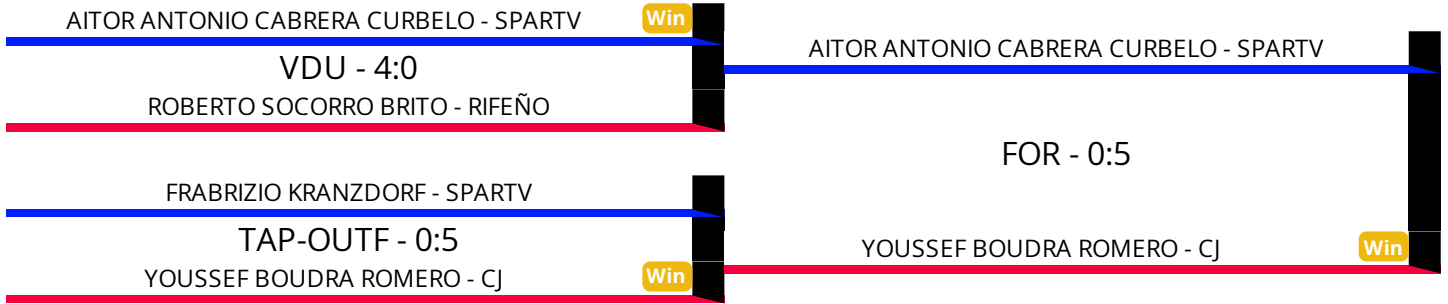 AITOR ANTONIO CABRERA CURBELO - SPARTV Win
VDU - 4:0
ROBERTO SOCORRO BRITO - RIFEÑO
FRABRIZIO KRANZDORF - SPARTV
TAP-OUTF - 0:5
YOUSSEF BOUDRA ROMERO - CJ Win
AITOR ANTONIO CABRERA CURBELO - SPARTV
FOR - 0:5
YOUSSEF BOUDRA ROMERO - CJ Win